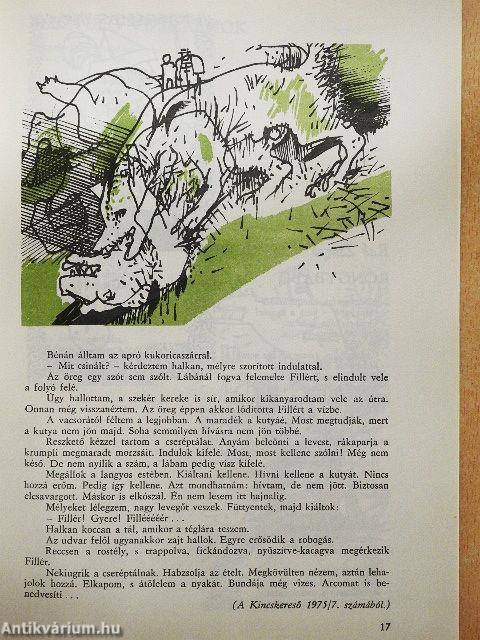 Bénán álltam az apró kukoricaszárral.
– Mit csinált? – kérdeztem halkan, mélyre szorított indulattal.
Az öreg egy szót sem szólt. Lábánál fogva felemelte Fillért, s elindult vele
a folyó felé.
Úgy hallottam, a szekér kereke is sír, amikor kikanyarodtam vele az útra.
Onnan még visszanéztem. Az öreg éppen akkor lódította Fillért a vízbe.
A vacsorától féltem a legjobban. A maradék a kutyáé. Most megtudják, mert
a kutya nem jön majd. Soha semmilyen hívásra nem jön többé.
Reszkető kézzel tartom a cseréptálat. Anyám beleönti a levest, rákaparja a
krumpli megmaradt morzsáit. Indulok kifelé. Most, most kellene szólni! Még nem
késő. De nem nyílik a szám, a lábam pedig visz kifelé.
Megállok a langyos estében. Kiáltani kellene. Hívni kellene a kutyát. Nincs
hozzá erőm. Pedig így kellene. Azt mondhatnám: hívtam, de nem jött. Biztosan
elcsavargott. Máskor is elkószál. Én nem lesem itt hajnalig.
Mélyeket lélegzem, nagy levegőt veszek. Füttyentek, majd kiáltok:
– Fillér! Gyere! Fillééééér ...
Halkan koccan a tál, amikor a téglára teszem.
Az udvar felől ugyanakkor zajt hallok. Egyre erősödik a robogás.
Reccsen a rostély, s trappolva, fickándozva, nyüszítve-kacagva megérkezik
Fillér.
Nekiugrik a cseréptálnak. Habzsolja az ételt. Megkövülten nézem, aztán leha-
jolok hozzá. Elkapom, s átölelem a nyakát. Bundája még vizes. Arcomat is be-
nedvesíti ...
(A Kincskereső 1975/7. számából.)
17
Antikvárium.hu